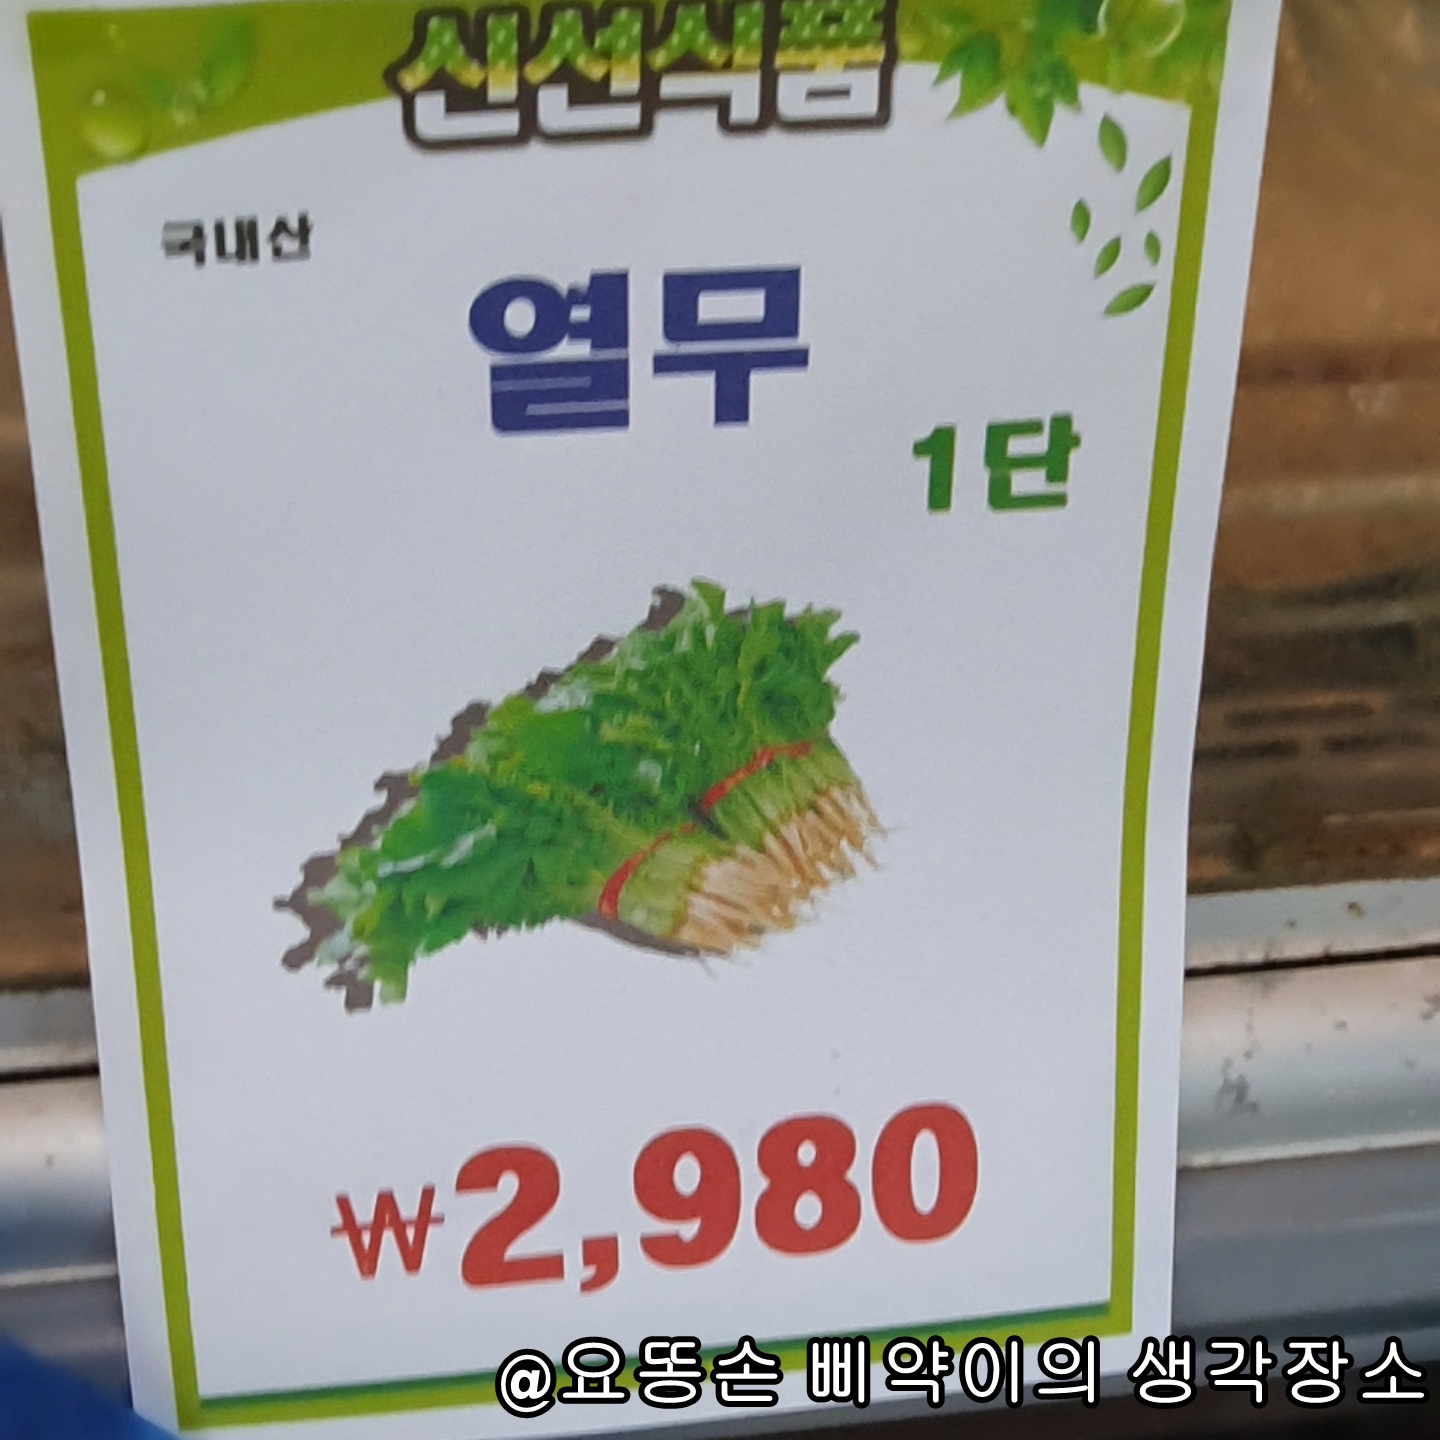 신선식품
국내산
열무
1단
₩2,980
@요똥손 삐약이의 생각장소